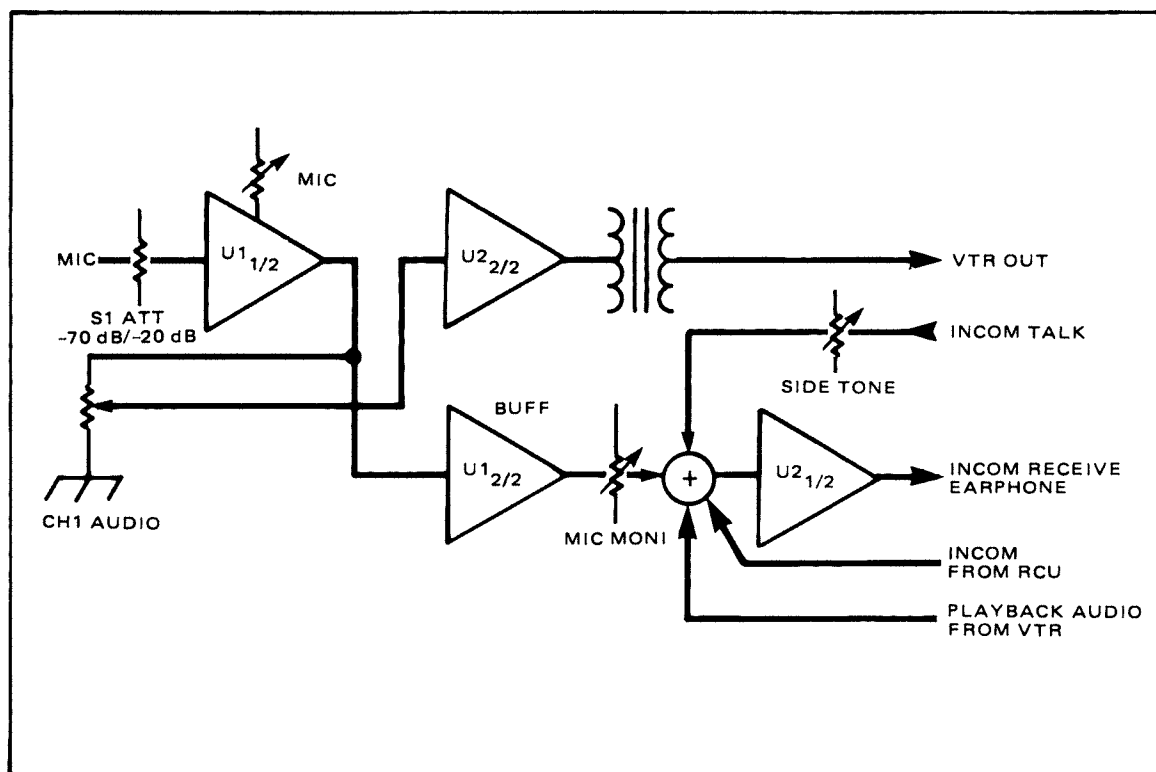 MIC
MIC
U1 1/2
S1 ATT
-70 dB/-20 dB
CH1 AUDIO
U2 2/2
VTR OUT
INCOM TALK
SIDE TONE
BUFF
U1 2/2
MIC MONI
+
U2 1/2
INCOM RECEIVE
EARPHONE
INCOM
FROM RCU
PLAYBACK AUDIO
FROM VTR